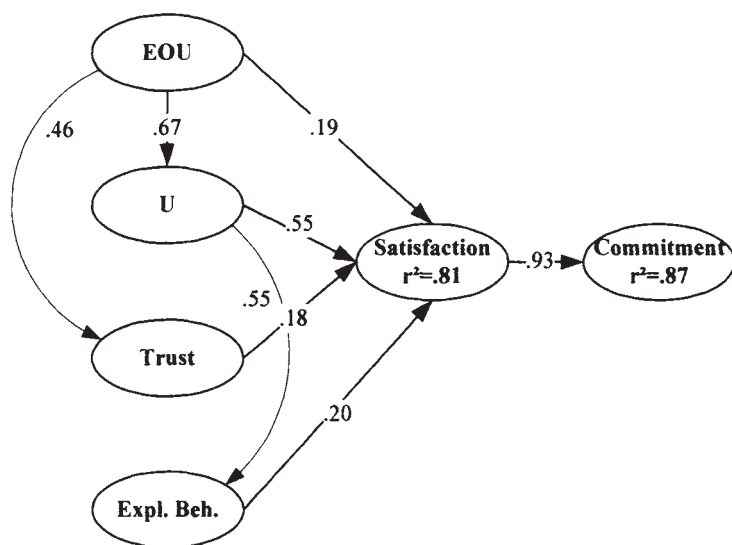 EOU
.46
.67
.19
U
.55
Satisfaction
r²=.81
.93
Commitment
r²=.87
.55
.18
Trust
.20
Expl. Beh.